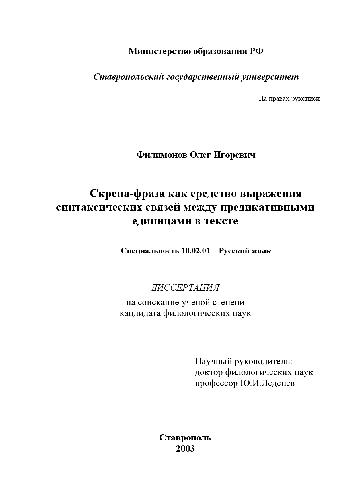 Министерство образования РФ
Ставропольский государственный университет
На правах рукописи
Филимонов Олег Игоревич
Скрепа-фраза как средство выражения
синтаксических связей между предикативными
единицами в тексте
Специальность 10.02.01 – Русский язык
ДИССЕРТАЦИЯ
на соискание ученой степени
кандидата филологических наук
Научный руководитель:
доктор филологических наук
профессор Ю.И.Леденев
Ставрополь
2003